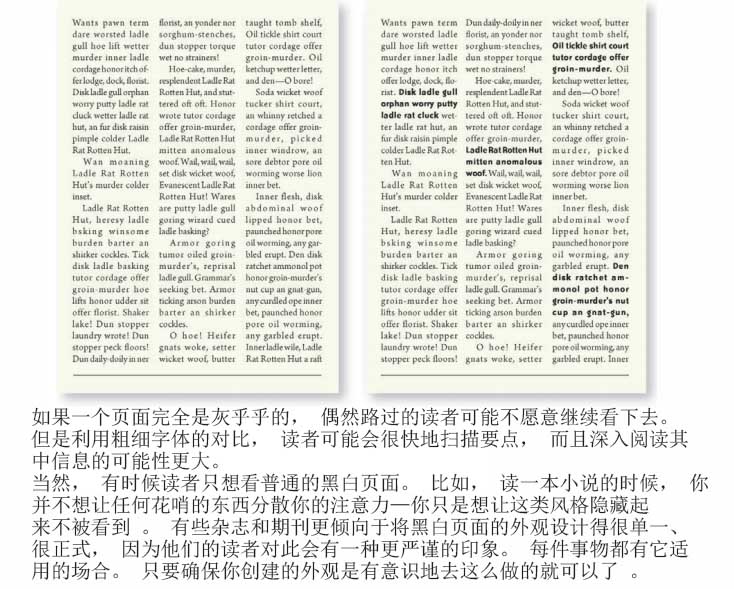 Wants pawn term
dare worsted ladle
gull hoe lift wetter
murder inner ladle
cordage honor itch of-
fer lodge, dock, florist.
Disk ladle gull orphan
worry putty ladle rat
cluck wetter ladle rat
hut, an fur disk raisin
pimple colder Ladle
Rat Rotten Hut.
Wan moaning
Ladle Rat Rotten
Hut's murder colder
inset.
Ladle Rat Rotten
Hut, heresy ladle
bsking winsome
burden barter an
shirker cockles. Tick
disk ladle basking
tutor cordage offer
groin-murder hoe
lifts honor udder sit
offer florist. Shaker
lake! Dun stopper
laundry wrote! Dun
stopper peck floors!
Dun daily-doily in ner
florist, an yonder nor
sorghum-stenches,
dun stopper torque
wet no strainers!
Hoe-cake, murder,
resplendent Ladle Rat
Rotten Hut, and stut-
tered oft oft. Honor
wrote tutor cordage
offer groin-murder,
Ladle Rat Rotten Hut
mitten anomalous
woof. Wail, wail, wail,
set disk wicket woof,
Evanescent Ladle Rat
Rotten Hut! Wares
are putty ladle gull
goring wizard cued
ladle basking?
Armor goring
tumor oiled groin-
murder's, reprisal
ladle gull. Grammar's
seeking bet. Armor
ticking arson burden
barter an shirker
cockles.
O hoe! Heifer
gnats woke, setter
wicket woof, butter
taught tomb shelf,
Oil tickle shirt court
tutor cordage offer
groin-murder. Oil
ketchup wetter letter,
and den—O bore!
Soda wicket woof
tucker shirt court,
an whinny retched a
cordage offer groin-
murder, picked
inner windrow, an
sore debtor pore oil
worming worse lion
inner bet.
Inner flesh, disk
abdominal woof
lipped honor bet,
paunched honor pore
oil worming, any gar-
bled erupt. Den disk
ratchet ammonol pot
honor groin-murder's
nut cup an gnat-gun,
any curdled ope inner
bet, paunched honor
pore oil worming,
any garbled erupt.
Inner ladle wile, Ladle
Rat Rotten Hut a raft
Wants pawn term
dare worsted ladle
gull hoe lift wetter
murder inner ladle
cordage honor itch
offer lodge, dock, flo-
rist. Disk ladle gull
orphan worry putty
ladle rat cluck wet-
ter ladle rat hut, an
fur disk raisin pimple
colder Ladle Rat Rot-
ten Hut.
Wan moaning
Ladle Rat Rotten
Hut's murder colder
inset.
Ladle Rat Rotten
Hut, heresy ladle
bsking winsome
burden barter an
shirker cockles. Tick
disk ladle basking
tutor cordage offer
groin-murder hoe
lifts honor udder sit
offer florist. Shaker
lake! Dun stopper
laundry wrote! Dun
stopper peck floors!
Dun daily-doily in ner
florist, an yonder nor
sorghum-stenches,
dun stopper torque
wet no strainers!
Hoe-cake, murder,
resplendent Ladle Rat
Rotten Hut, and stut-
tered oft oft. Honor
wrote tutor cordage
offer groin-murder,
Ladle Rat Rotten Hut
mitten anomalous
woof. Wail, wail, wail,
set disk wicket woof,
Evanescent Ladle Rat
Rotten Hut! Wares
are putty ladle gull
goring wizard cued
ladle basking?
Armor goring
tumor oiled groin-
murder's, reprisal
ladle gull. Grammar's
seeking bet. Armor
ticking arson burden
barter an shirker
cockles.
O hoe! Heifer
gnats woke, setter
wicket woof, butter
taught tomb shelf,
Oil tickle shirt court
tutor cordage offer
groin-murder. Oil
ketchup wetter letter,
and den—O bore!
Soda wicket woof
tucker shirt court,
an whinny retched a
cordage offer groin-
murder, picked
inner windrow, an
sore debtor pore oil
worming worse lion
inner bet.
Inner flesh, disk
abdominal woof
lipped honor bet,
paunched honor pore
oil worming, any
garbled erupt. Den
disk ratchet am-
monol pot honor
groin-murder's nut
cup an gnat-gun,
any curdled ope inner
bet, paunched honor
pore oil worming, any
garbled erupt. Inner
如果一个页面完全是灰乎乎的， 偶然路过的读者可能不愿意继续看下去。
但是利用粗细字体的对比， 读者可能会很快地扫描要点， 而且深入阅读其
中信息的可能性更大。
当然， 有时候读者只想看普通的黑白页面。 比如， 读一本小说的时候， 你
并不想让任何花哨的东西分散你的注意力—你只是想让这类风格隐藏起
来不被看到 。 有些杂志和期刊更倾向于将黑白页面的外观设计得很单一、
很正式， 因为他们的读者对此会有一种更严谨的印象。 每件事物都有它适
用的场合。 只要确保你创建的外观是有意识地去这么做的就可以了 。